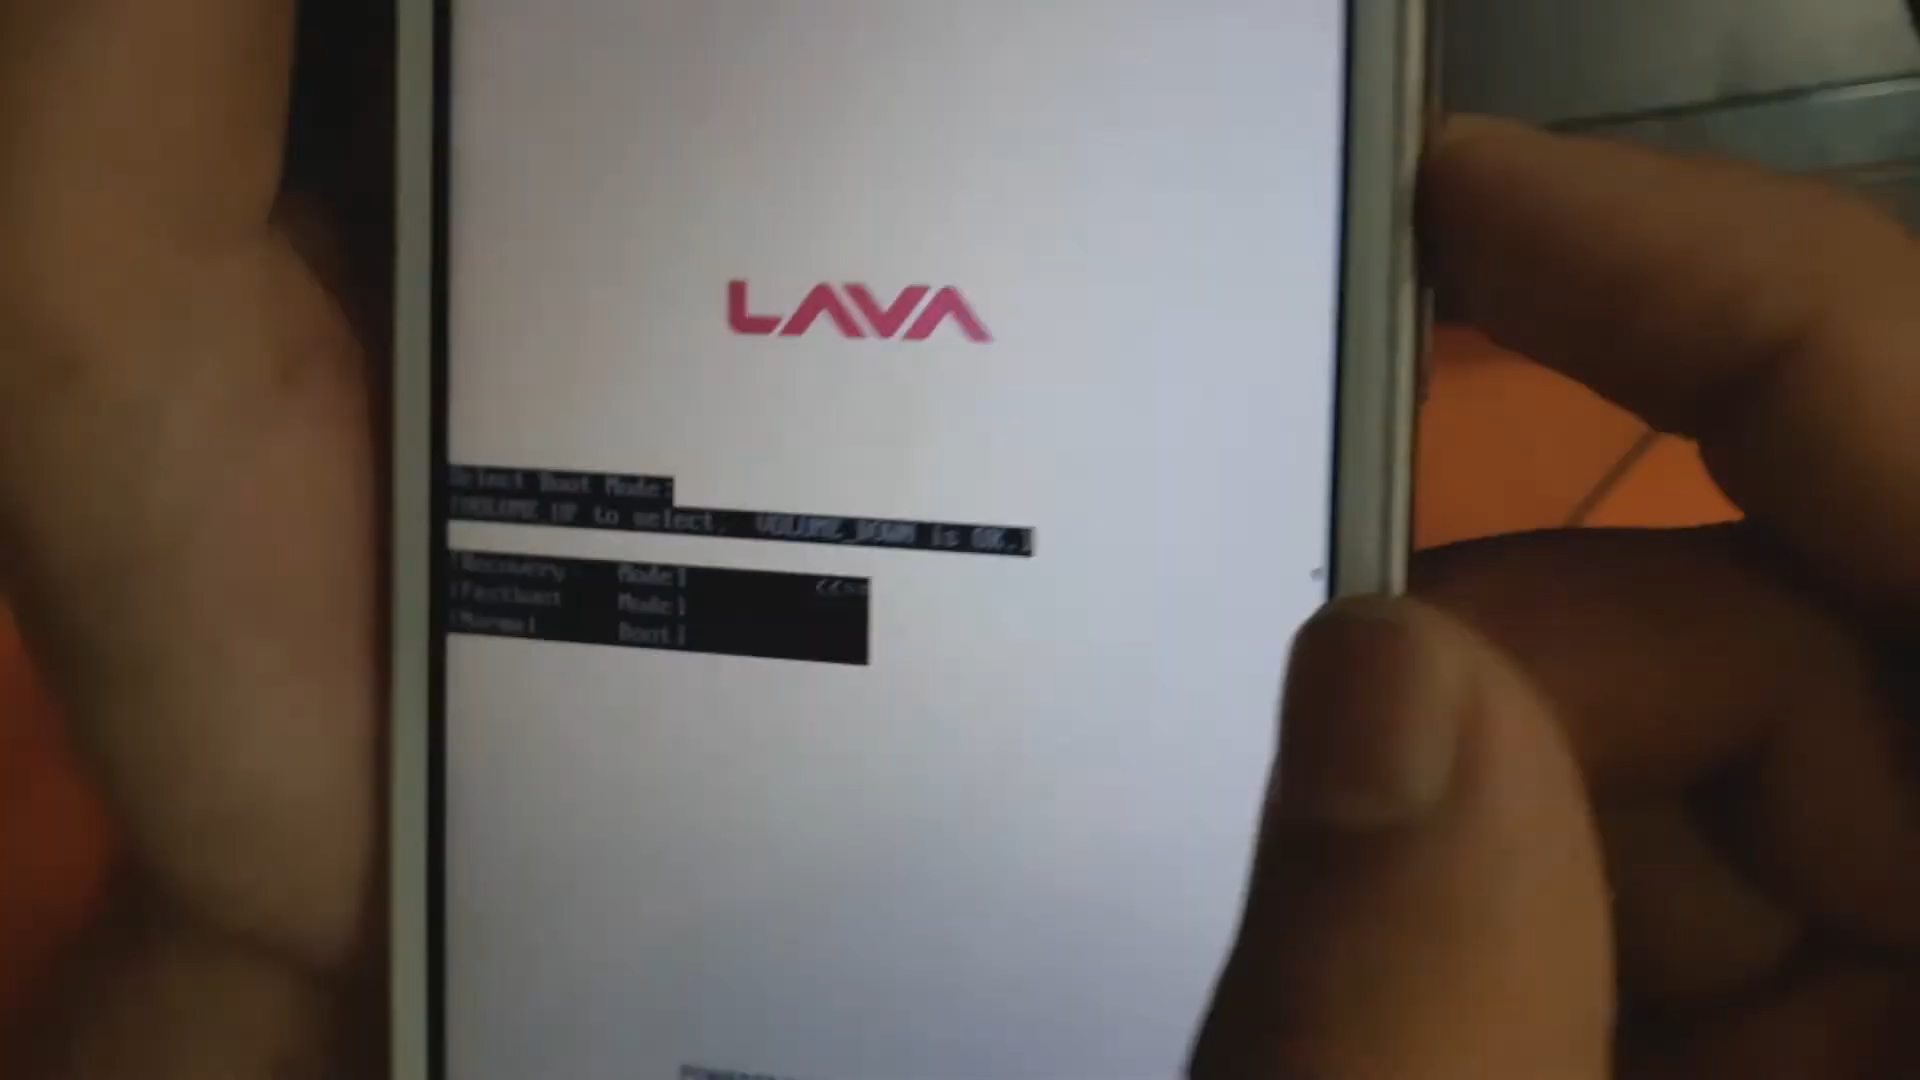 LAVA
Select Boot Mode:
[VOLUME_UP to select. VOLUME_DOWN is OK.]
[Recovery Mode] <<==
[Fastboot Mode]
[Normal Boot]